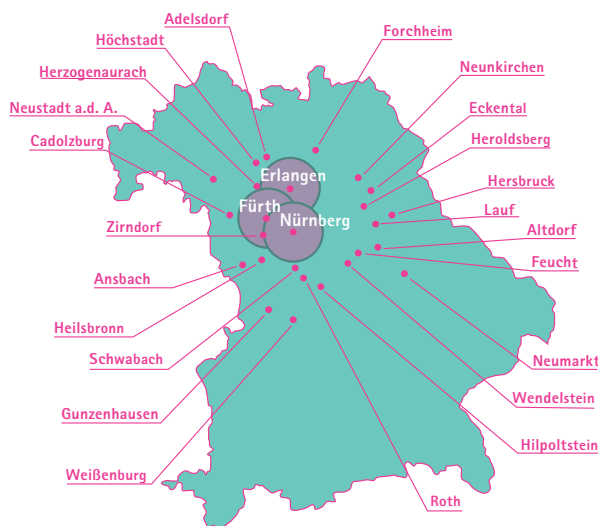 Adelsdorf
Forchheim
Höchstadt
Herzogenaurach
Neunkirchen
Neustadt a.d. A.
Eckental
Cadolzburg
Heroldsberg
Erlangen
Hersbruck
Fürth
Lauf
Nürnberg
Zirndorf
Altdorf
Feucht
Ansbach
Heilsbronn
Schwabach
Neumarkt
Wendelstein
Gunzenhausen
Hilpoltstein
Weißenburg
Roth